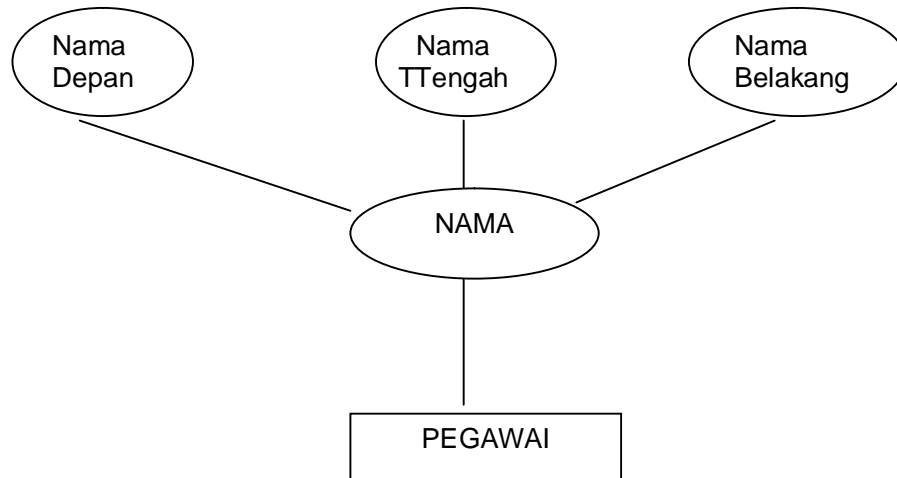 Nama
Depan
Nama
TTengah
Nama
Belakang
NAMA
PEGAWAI